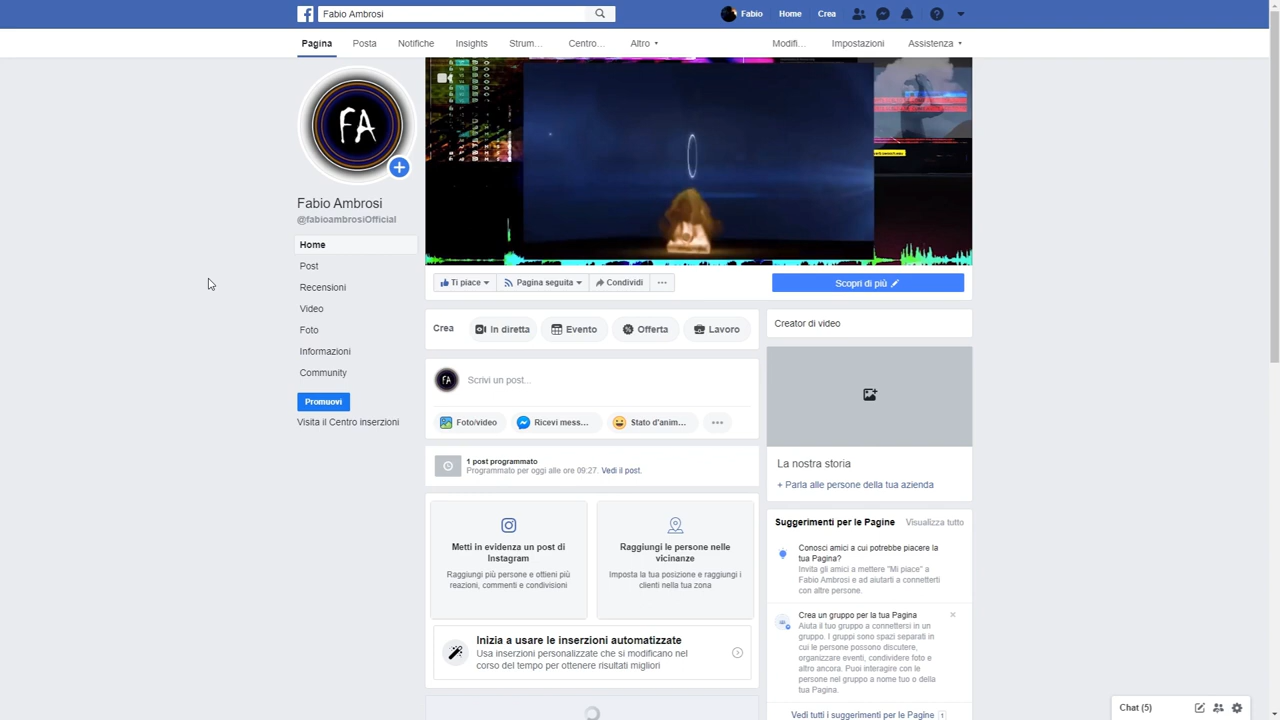 Fabio Ambrosi
Fabio Home Crea
Pagina Posta Notifiche Insights Strum... Centro... Altro Modifi... Impostazioni Assistenza
FA
Fabio Ambrosi
@fabioambrosiOfficial
Home
Post
Recensioni
Video
Foto
Informazioni
Community
Promuovi
Visita il Centro inserzioni
Ti piace Pagina seguita Condividi ...
Scopri di più
Crea In diretta Evento Offerta Lavoro
FA Scrivi un post...
Foto/video Ricevi mess... Stato d'anim... ...
1 post programmato
Programmato per oggi alle ore 09:27. Vedi il post.
Metti in evidenza un post di
Instagram
Raggiungi più persone e ottieni più
reazioni, commenti e condivisioni
Raggiungi le persone nelle
vicinanze
Imposta la tua posizione e raggiungi i
clienti nella tua zona
Inizia a usare le inserzioni automatizzate
Usa inserzioni personalizzate che si modificano nel
corso del tempo per ottenere risultati migliori
Creator di video
La nostra storia
+ Parla alle persone della tua azienda
Suggerimenti per le Pagine Visualizza tutto
Conosci amici a cui potrebbe piacere la
tua Pagina?
Invita gli amici a mettere "Mi piace" a
Fabio Ambrosi e ad aiutarti a connetterti
con altre persone.
Crea un gruppo per la tua Pagina
Aiuta il tuo gruppo a connettersi in un
gruppo. I gruppi sono spazi separati in
cui le persone possono discutere,
organizzare eventi, condividere foto e
altro ancora. Puoi interagire con le
persone nel gruppo a nome tuo o della
tua Pagina.
Vedi tutti i suggerimenti per le Pagine 1
Chat (5)